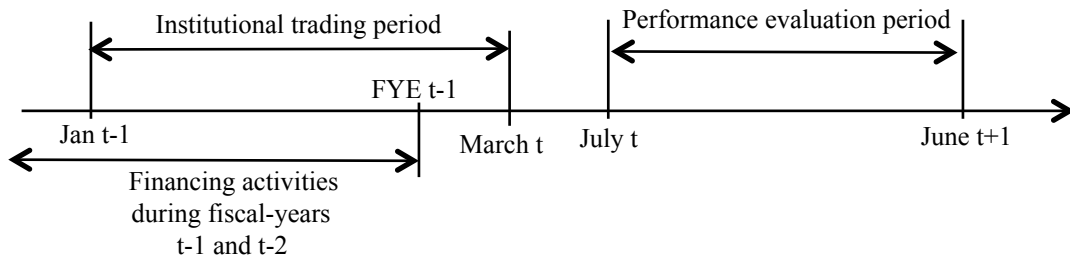 Institutional trading period
Performance evaluation period
FYE t-1
Jan t-1
March t
July t
June t+1
Financing activities
during fiscal-years
t-1 and t-2